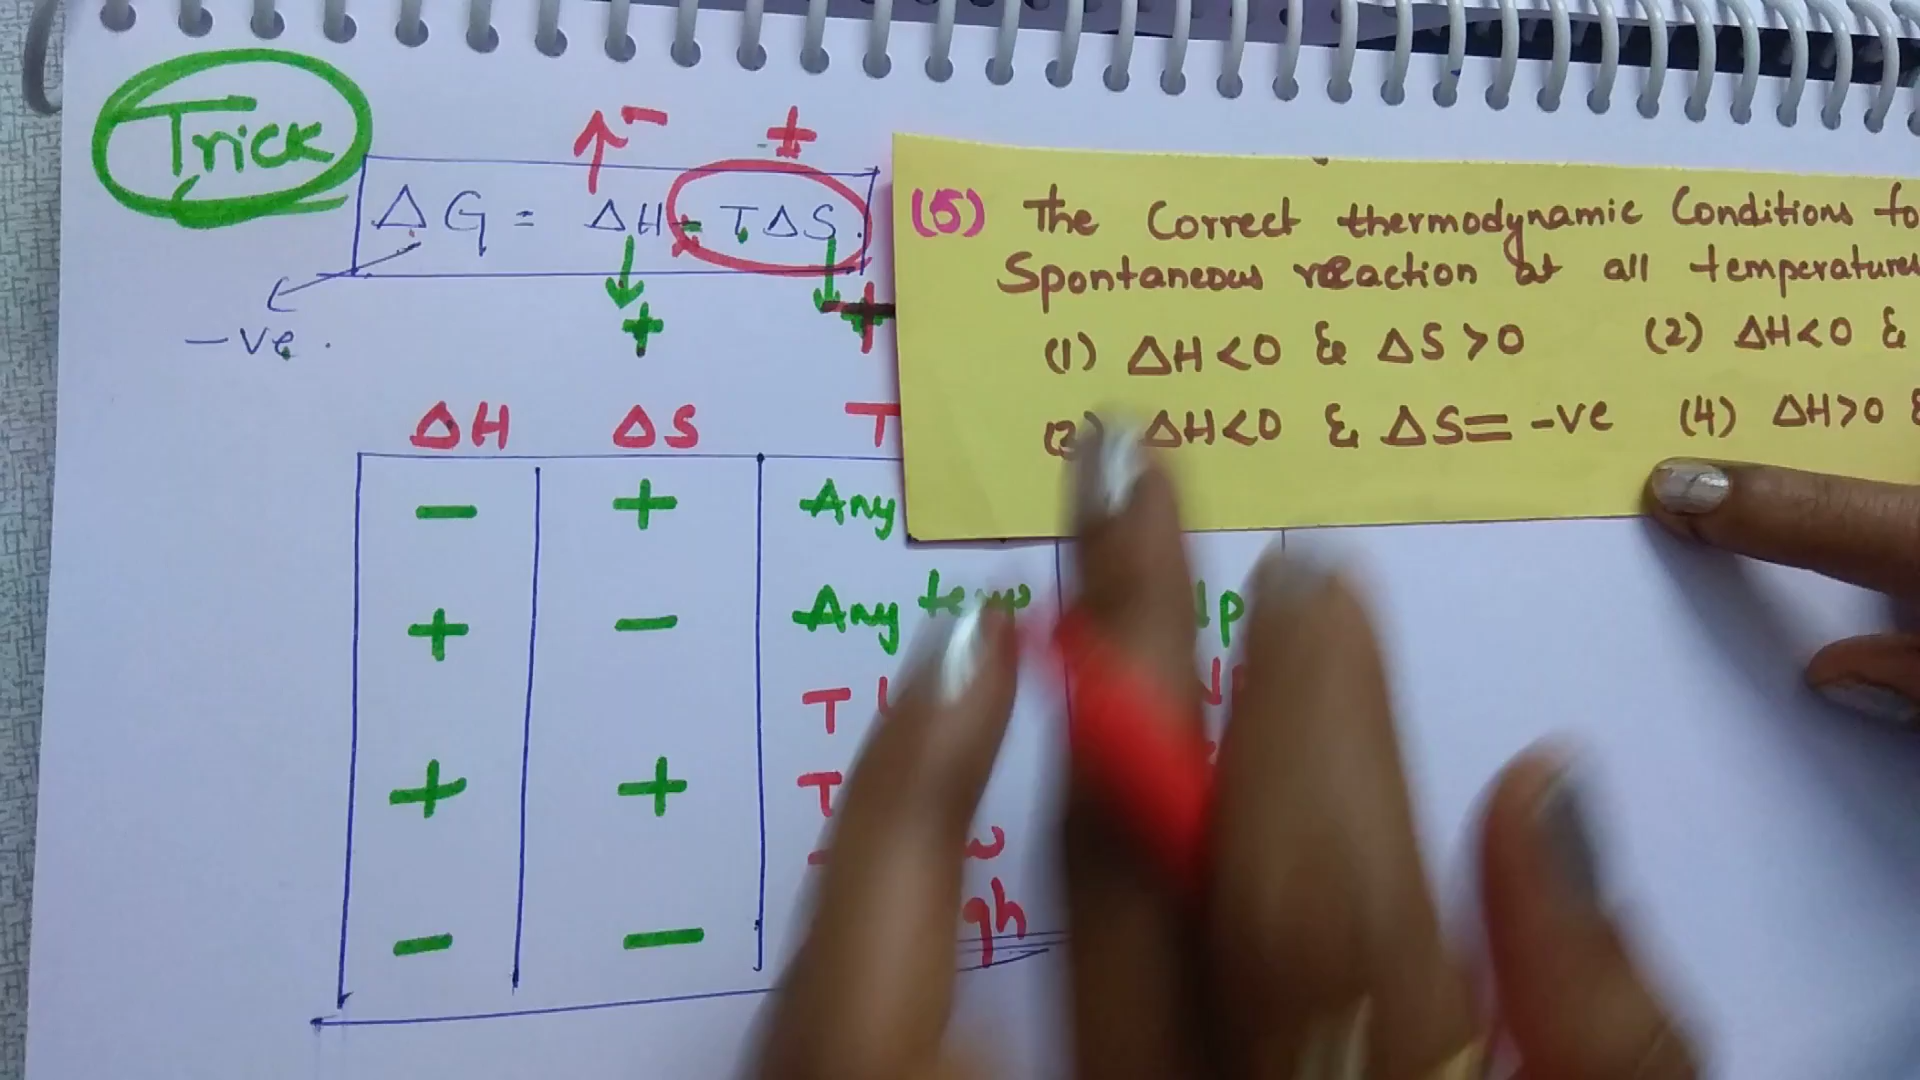 Trick
- ±
ΔG = ΔH - TΔS.
-ve.
+ +
(5) The Correct thermodynamic Conditions fo
Spontaneous reaction at all temperatures
(1) ΔH<0 & ΔS>0 (2) ΔH<0 &
ΔH<0 & ΔS= -ve (4) ΔH>0 &
ΔH ΔS T
- + Any
+ - Any temp
T
+ + T
- -